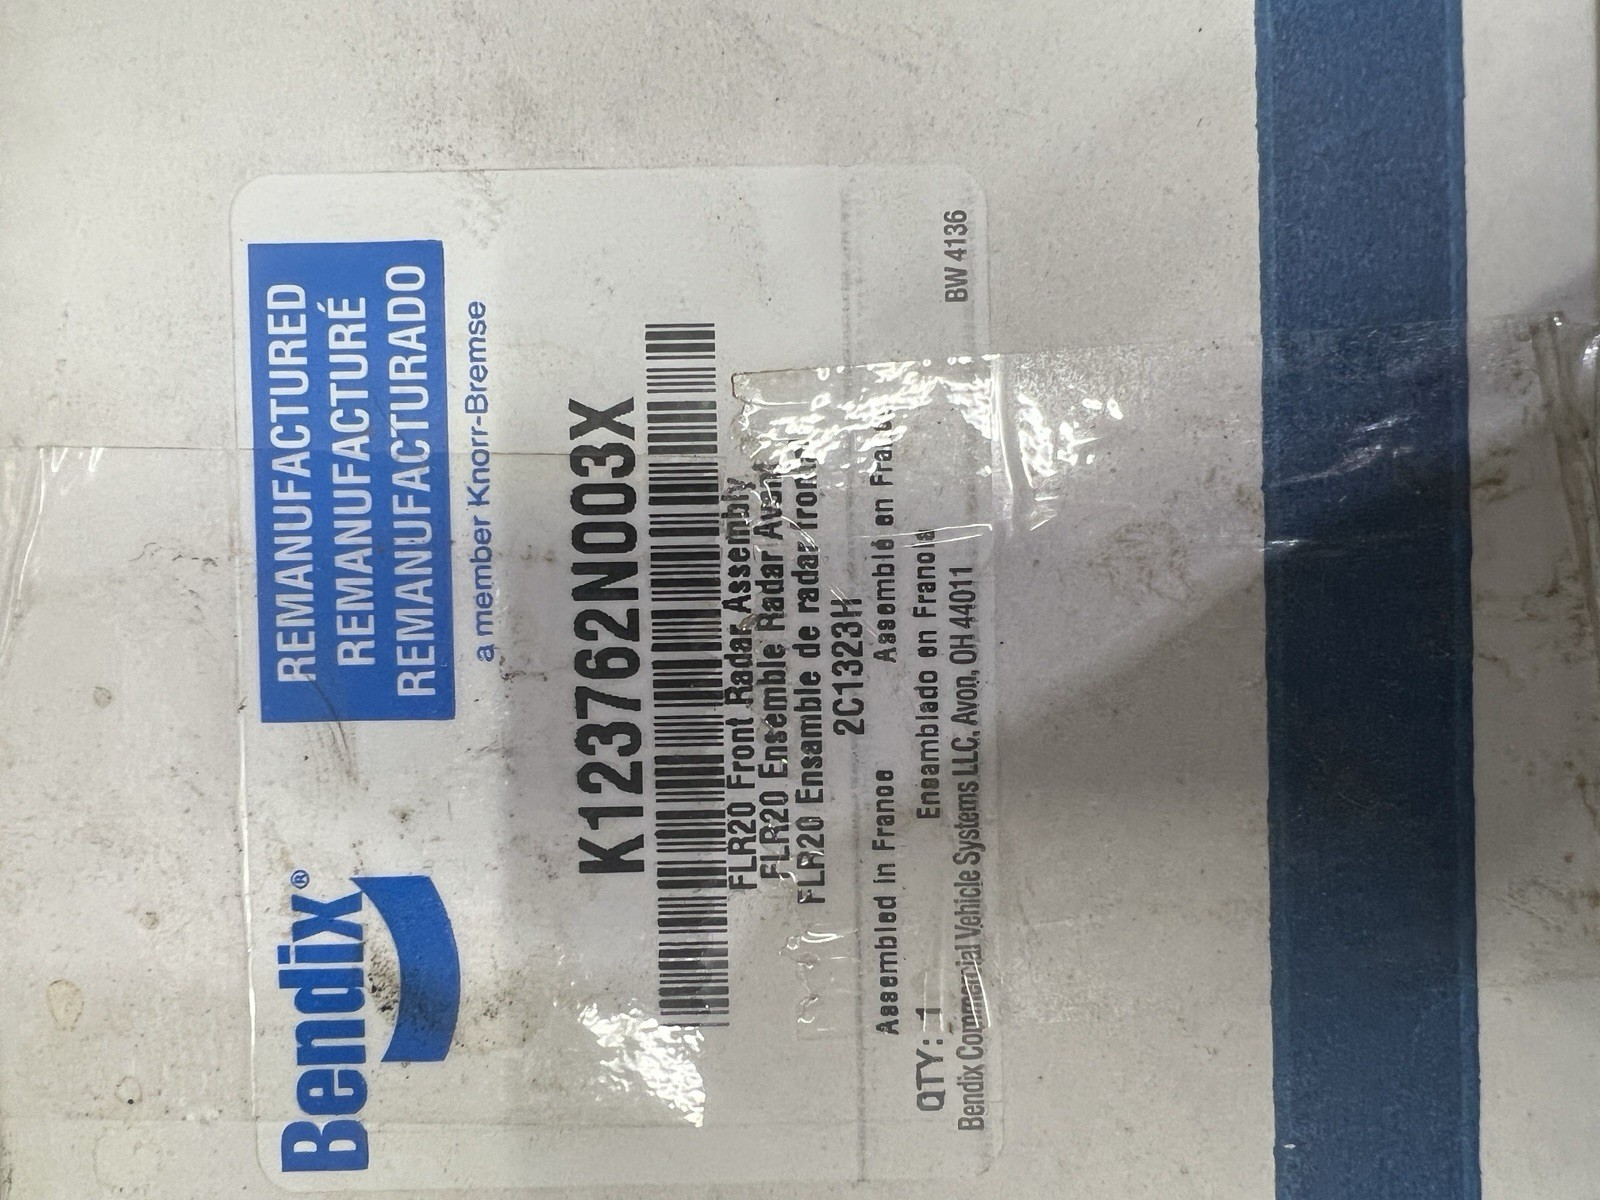 Bendix®
REMANUFACTURED
REMANUFACTURÉ
REMANUFACTURADO
a member Knorr-Bremse
K123762N003X
FLR20 Front Radar Assembly
FLR20 Ensemble Radar Avant
FLR20 Ensamble de radar frontal
2C1323H
Assembled in France Assemblé en France
QTY: 1 Ensamblado en Francia
Bendix Commercial Vehicle Systems LLC, Avon, OH 44011 BW 4136